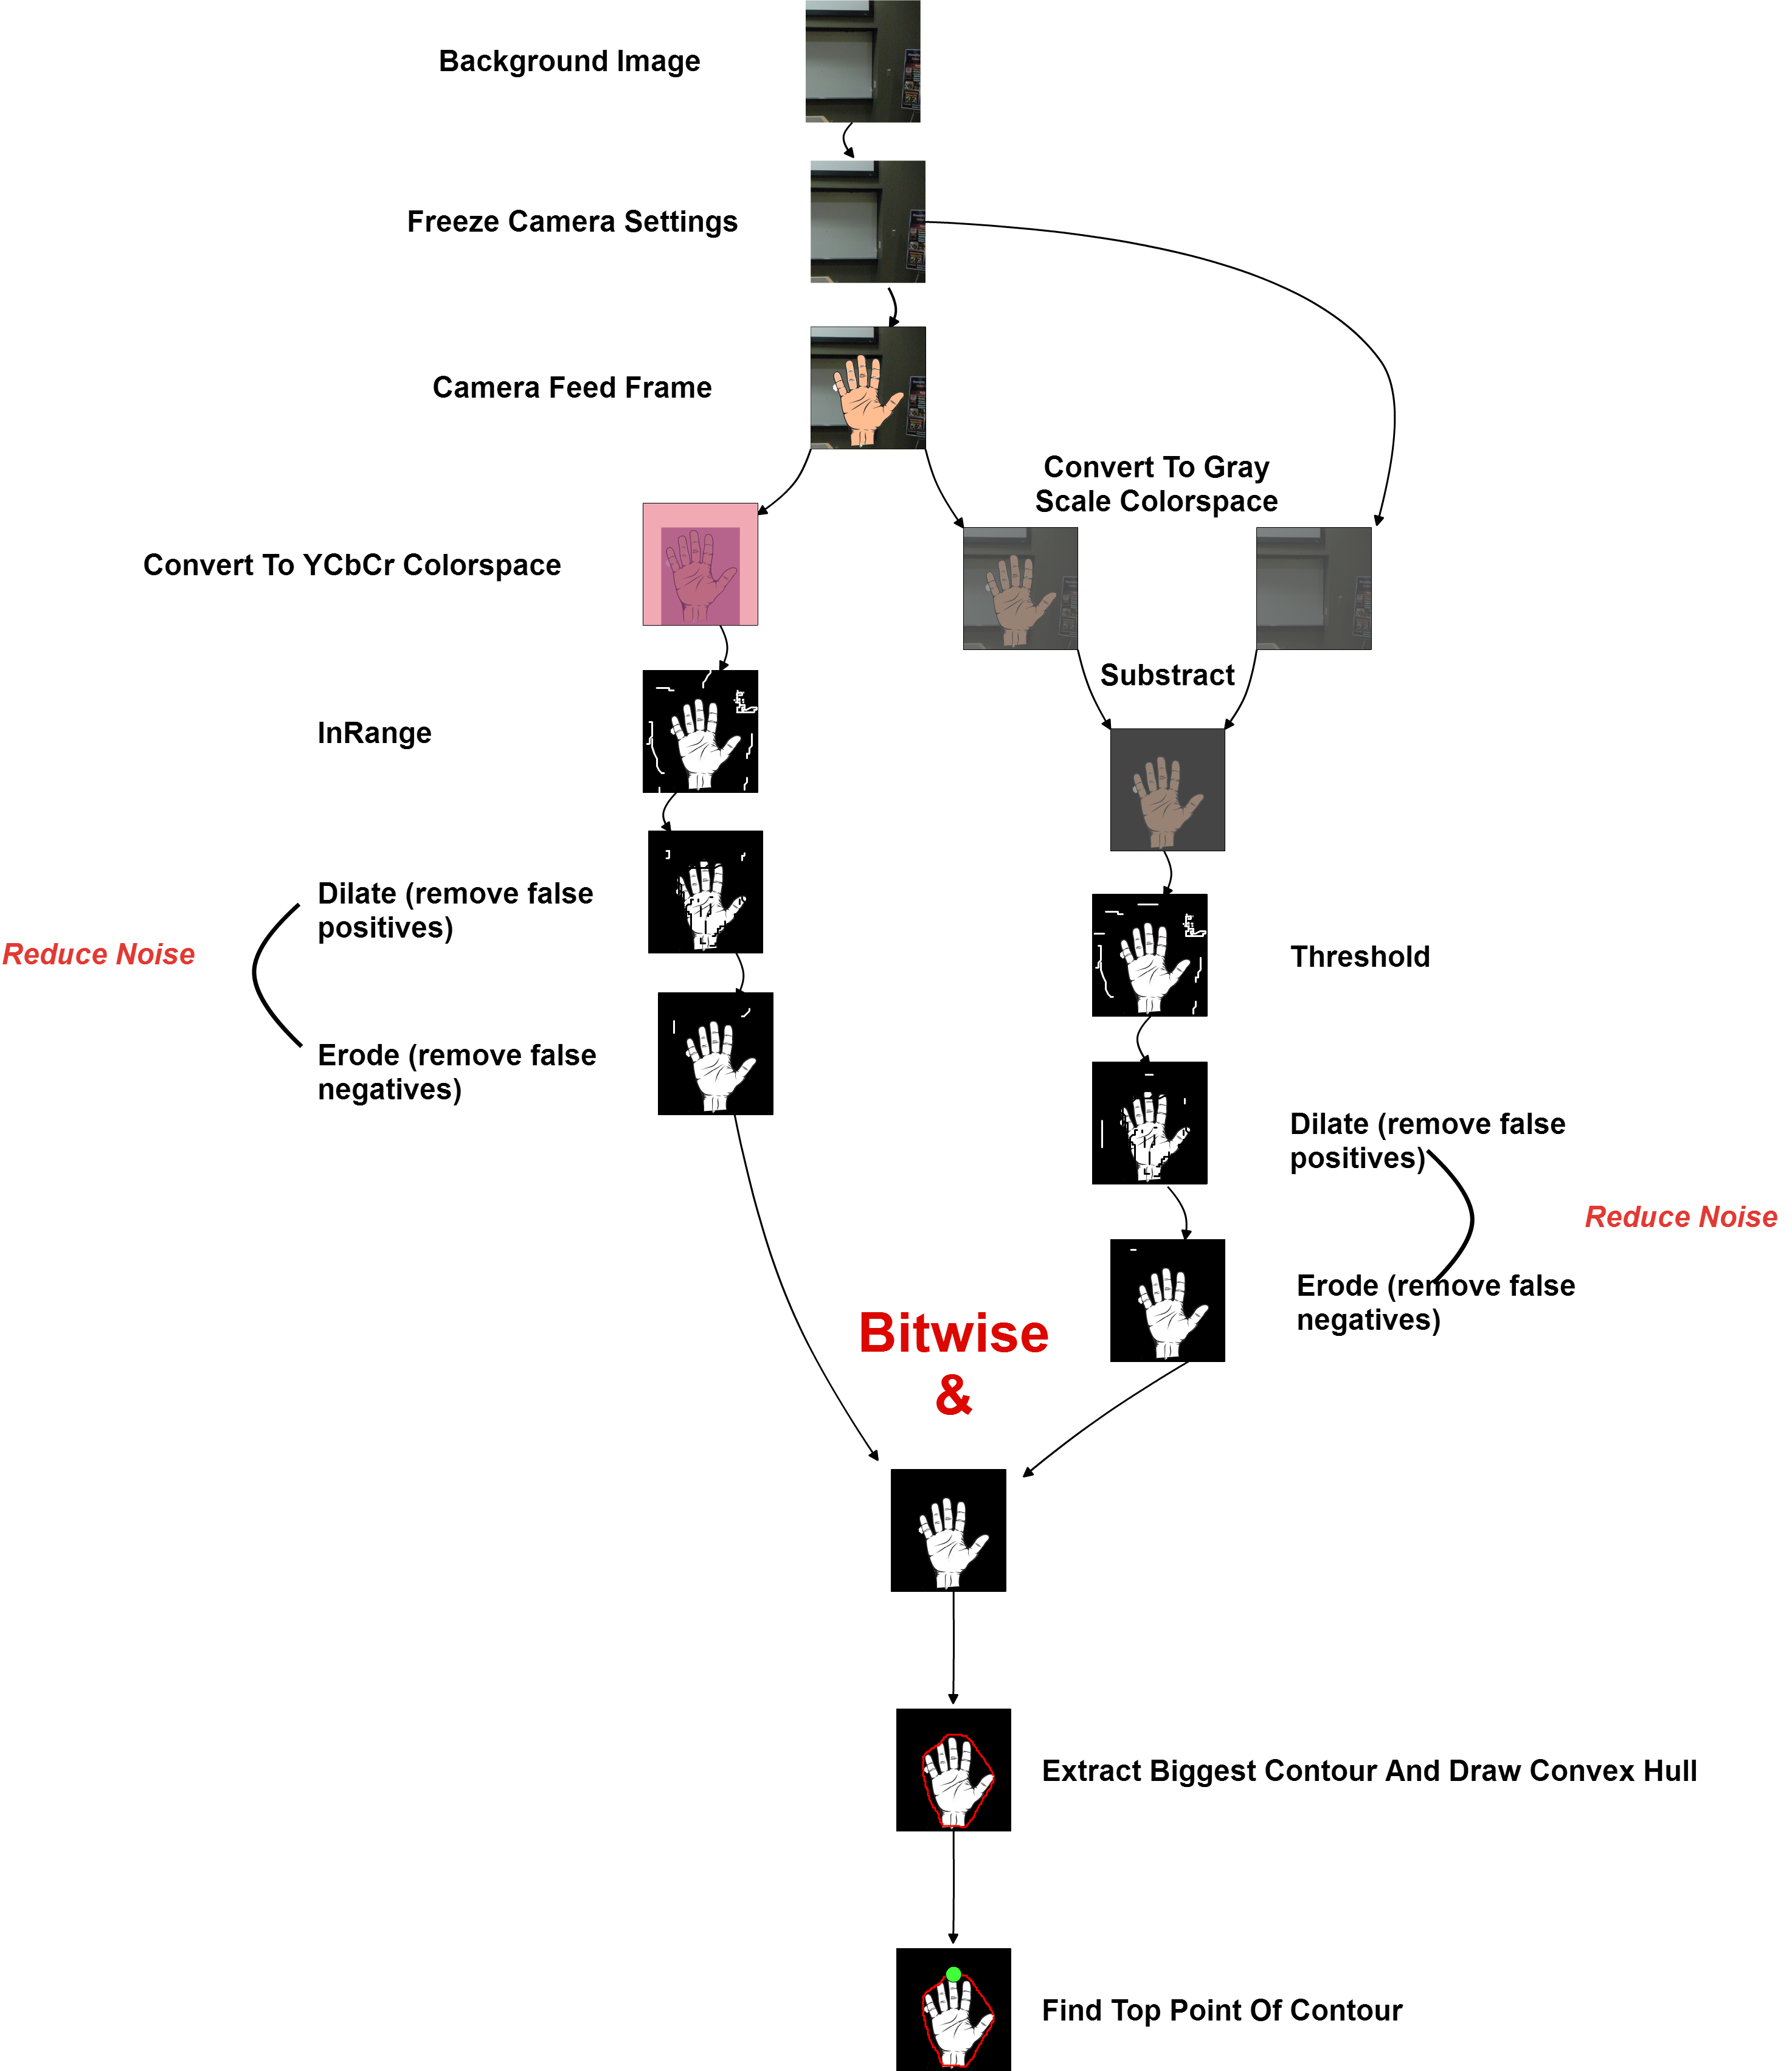 Background Image
Freeze Camera Settings
Camera Feed Frame
Convert To Gray
Scale Colorspace
Convert To YCbCr Colorspace
Substract
InRange
Dilate (remove false
positives)
Reduce Noise
Threshold
Erode (remove false
negatives)
Dilate (remove false
positives)
Reduce Noise
Erode (remove false
negatives)
Bitwise
&
Extract Biggest Contour And Draw Convex Hull
Find Top Point Of Contour